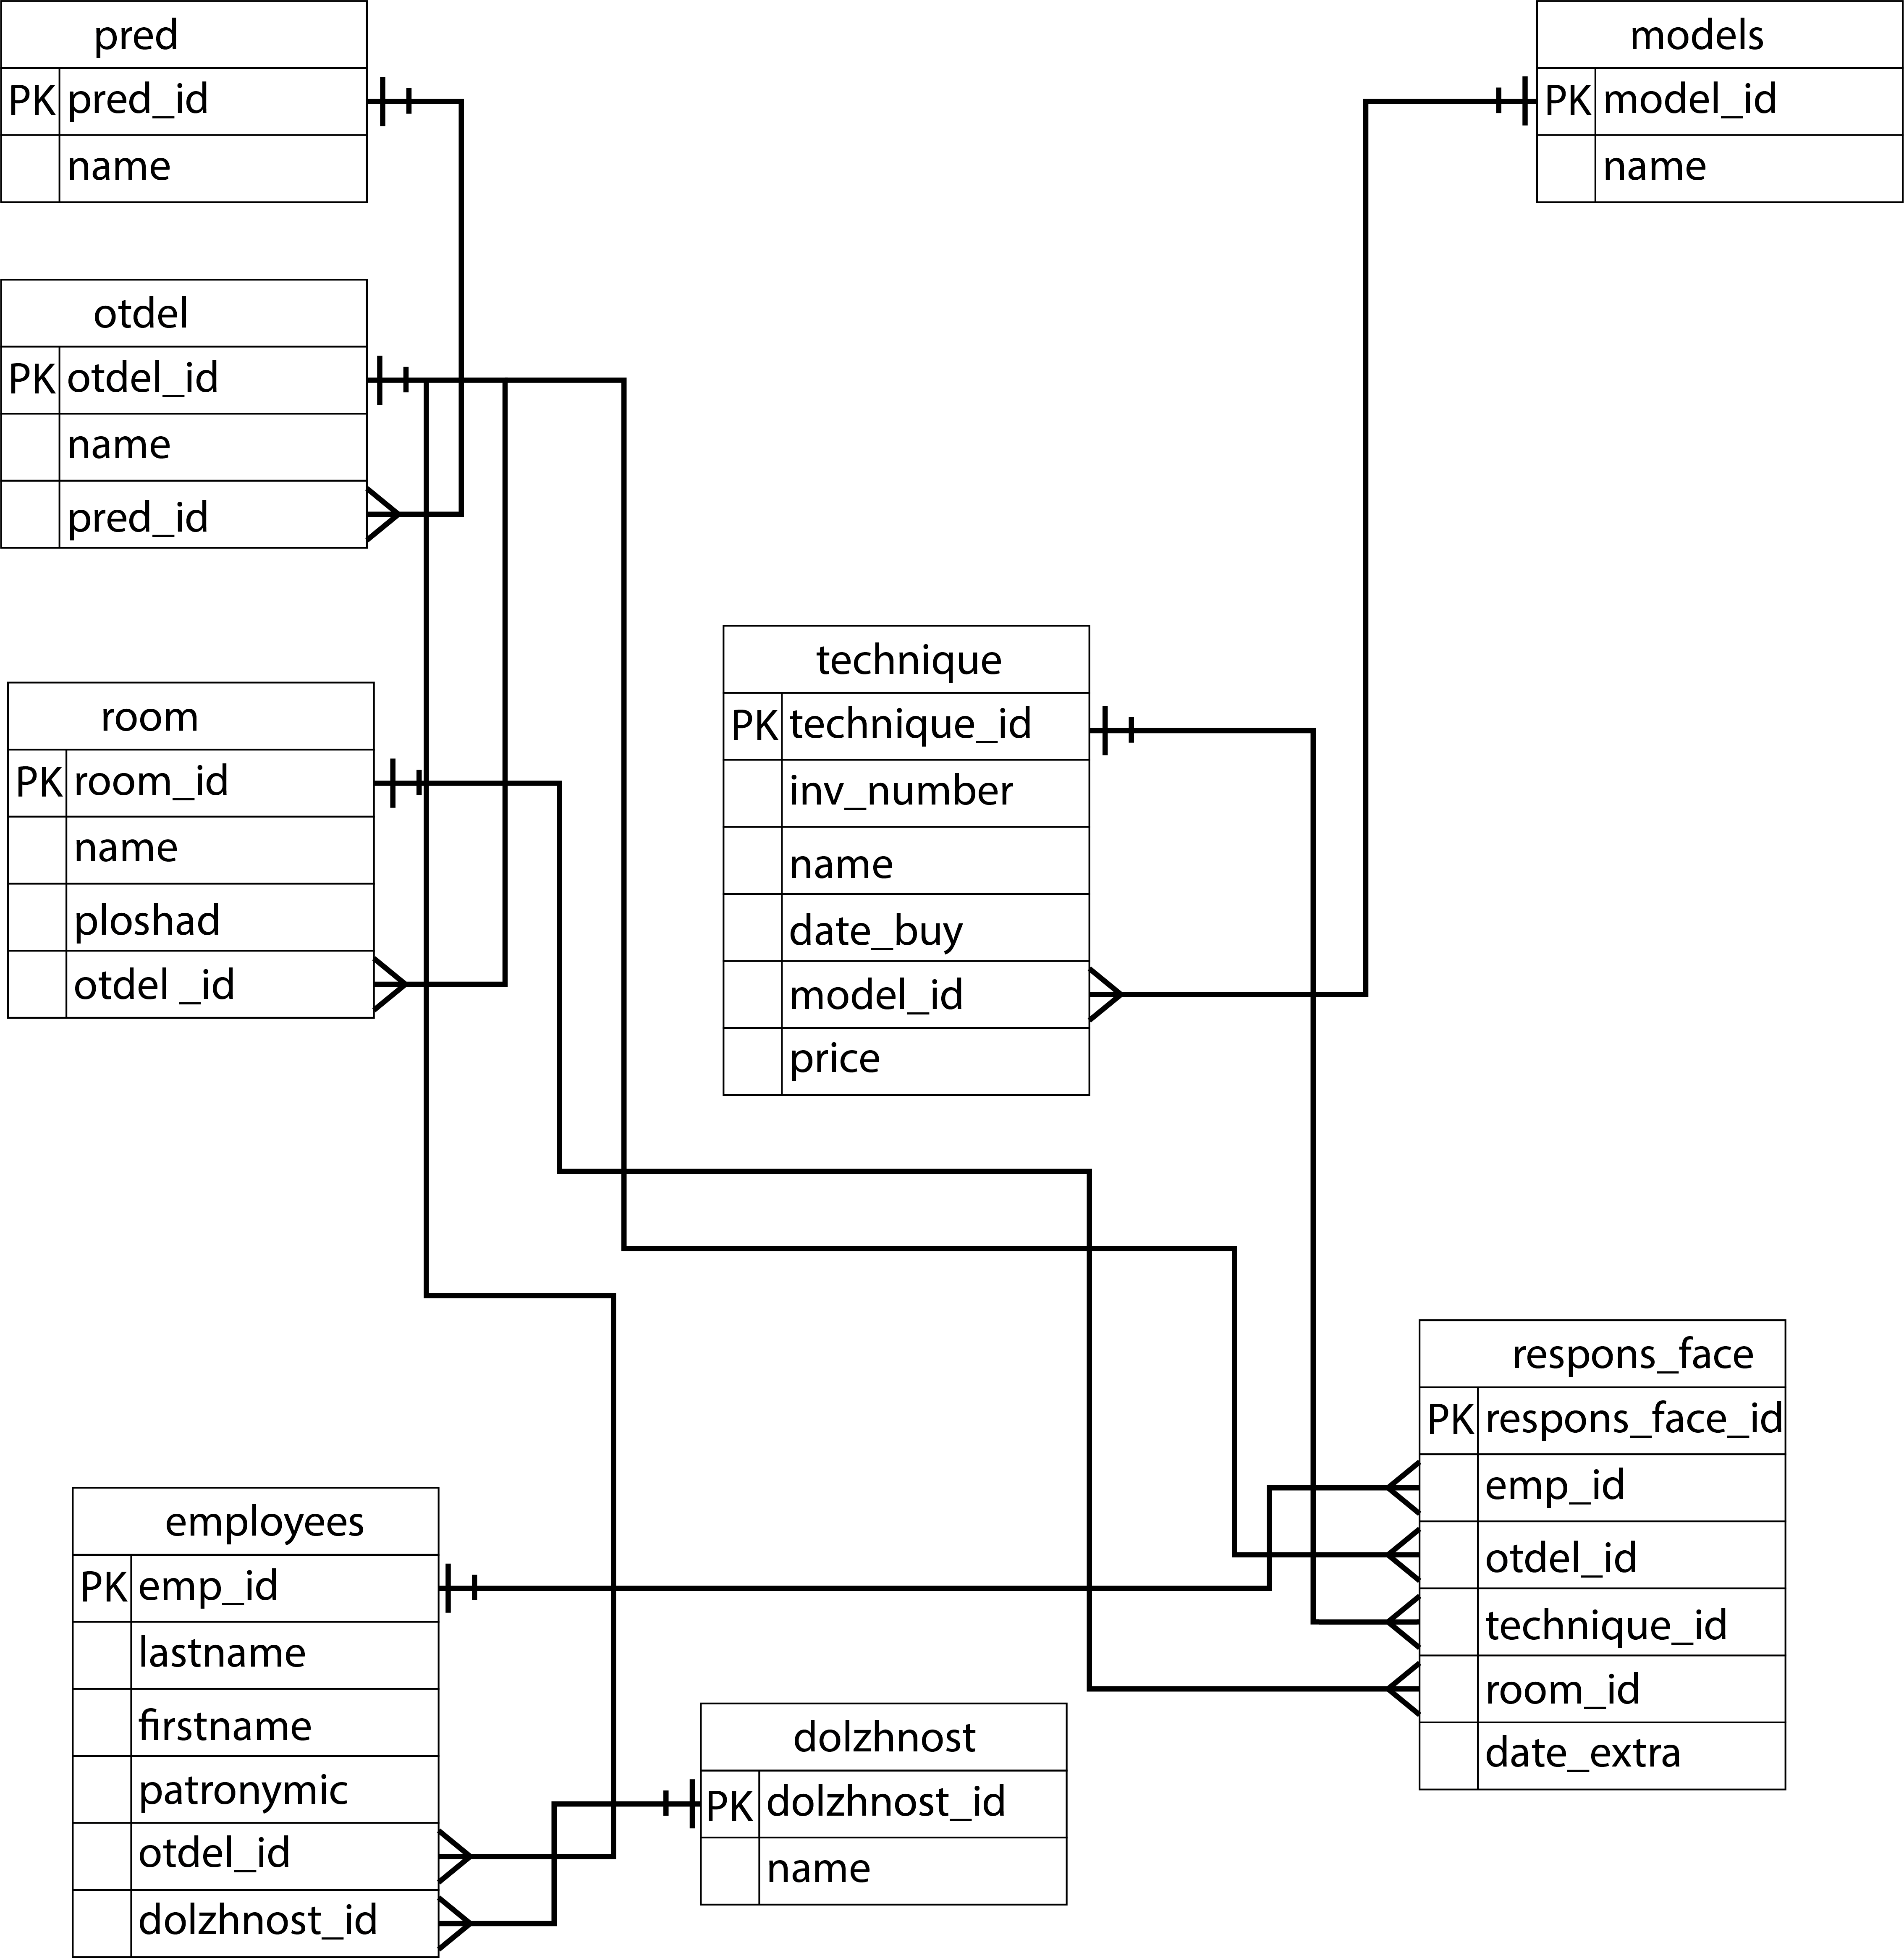 pred
PK pred_id
name
models
PK model_id
name
otdel
PK otdel_id
name
pred_id
room
PK room_id
name
ploshad
otdel _id
technique
PK technique_id
inv_number
name
date_buy
model_id
price
respons_face
PK respons_face_id
emp_id
otdel_id
technique_id
room_id
date_extra
employees
PK emp_id
lastname
firstname
patronymic
otdel_id
dolzhnost_id
dolzhnost
PK dolzhnost_id
name